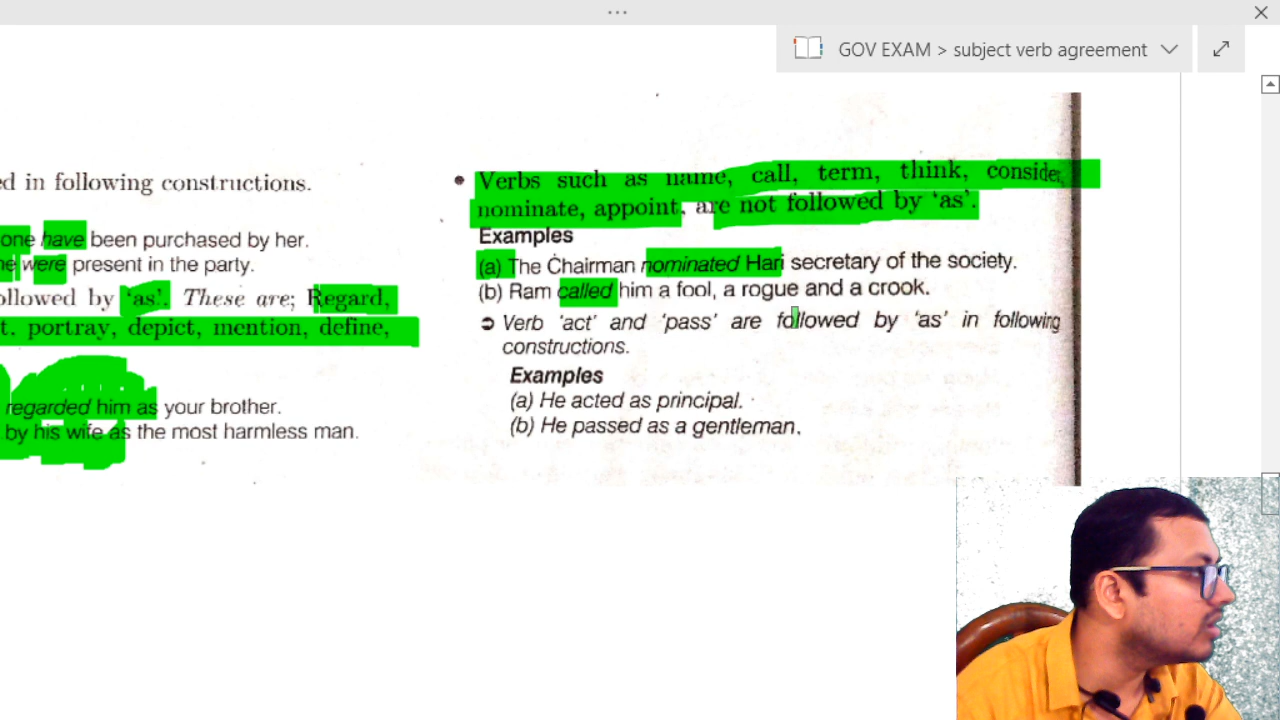 GOV EXAM > subject verb agreement
ed in following constructions.
one have been purchased by her.
were present in the party.
ollowed by 'as'. These are; Regard,
t. portray, depict, mention, define,
regarded him as your brother.
by his wife as the most harmless man.
• Verbs such as name, call, term, think, consider,
nominate, appoint, are not followed by 'as'.
Examples
(a) The Chairman nominated Hari secretary of the society.
(b) Ram called him a fool, a rogue and a crook.
➲ Verb 'act' and 'pass' are followed by 'as' in following
constructions.
Examples
(a) He acted as principal.
(b) He passed as a gentleman.